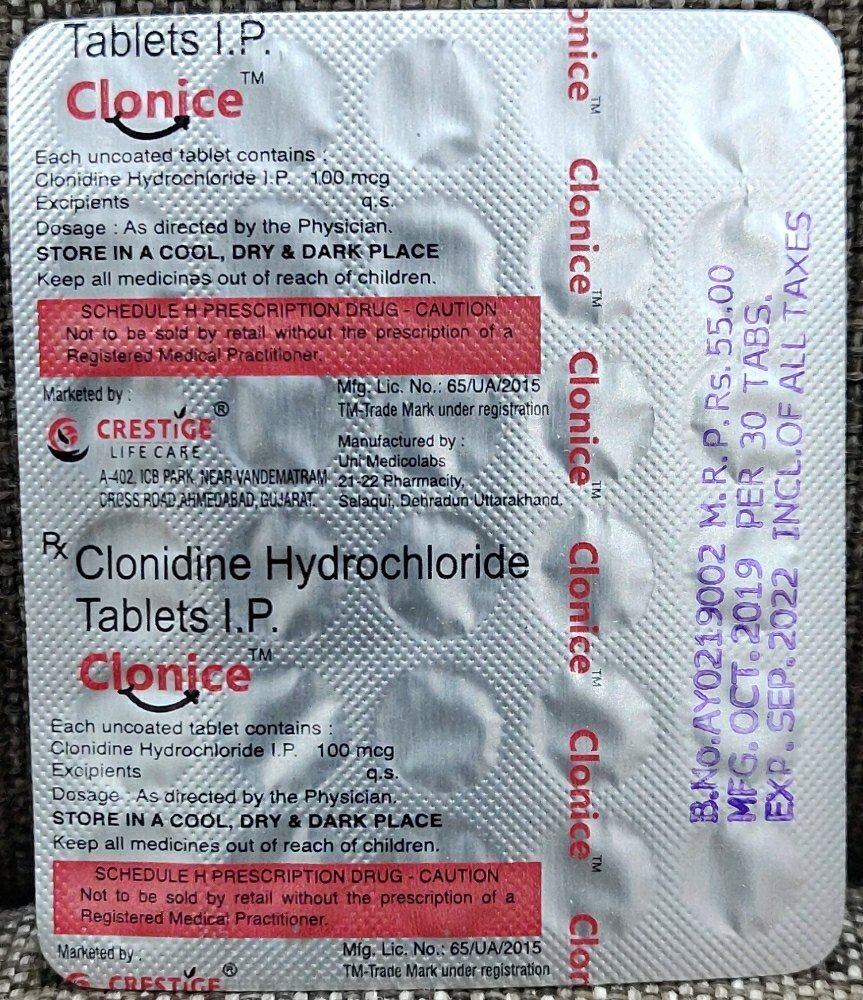 Tablets I.P.
Clonice™
Each uncoated tablet contains :
Clonidine Hydrochloride I.P. 100 mcg
Excipients q.s.
Dosage : As directed by the Physician.
STORE IN A COOL, DRY & DARK PLACE
Keep all medicines out of reach of children.
SCHEDULE H PRESCRIPTION DRUG - CAUTION
Not to be sold by retail without the prescription of a
Registered Medical Practitioner.
Marketed by :
CRESTiGE®
LIFE CARE
A-402, ICB PARK, NEAR VANDEMATRAM
CROSS ROAD, AHMEDABAD, GUJARAT.
Mfg. Lic. No.: 65/UA/2015
TM-Trade Mark under registration
Manufactured by :
Uni Medicolabs
21-22 Pharmacity,
Selaqui, Dehradun Uttarakhand.
Rx Clonidine Hydrochloride
Tablets I.P.
Clonice™
Each uncoated tablet contains :
Clonidine Hydrochloride I.P. 100 mcg
Excipients q.s.
Dosage : As directed by the Physician.
STORE IN A COOL, DRY & DARK PLACE
Keep all medicines out of reach of children.
SCHEDULE H PRESCRIPTION DRUG - CAUTION
Not to be sold by retail without the prescription of a
Registered Medical Practitioner.
Marketed by :
CRESTiGE®
Mfg. Lic. No.: 65/UA/2015
TM-Trade Mark under registration
onice™
Clonice™
Clonice™
Clonice™
Clonice™
Clor
B.No.AY0219002 M.R.P.Rs.55.00
MFG.OCT.2019 PER 30 TABS.
EXP.SEP.2022 INCL.OF ALL TAXES